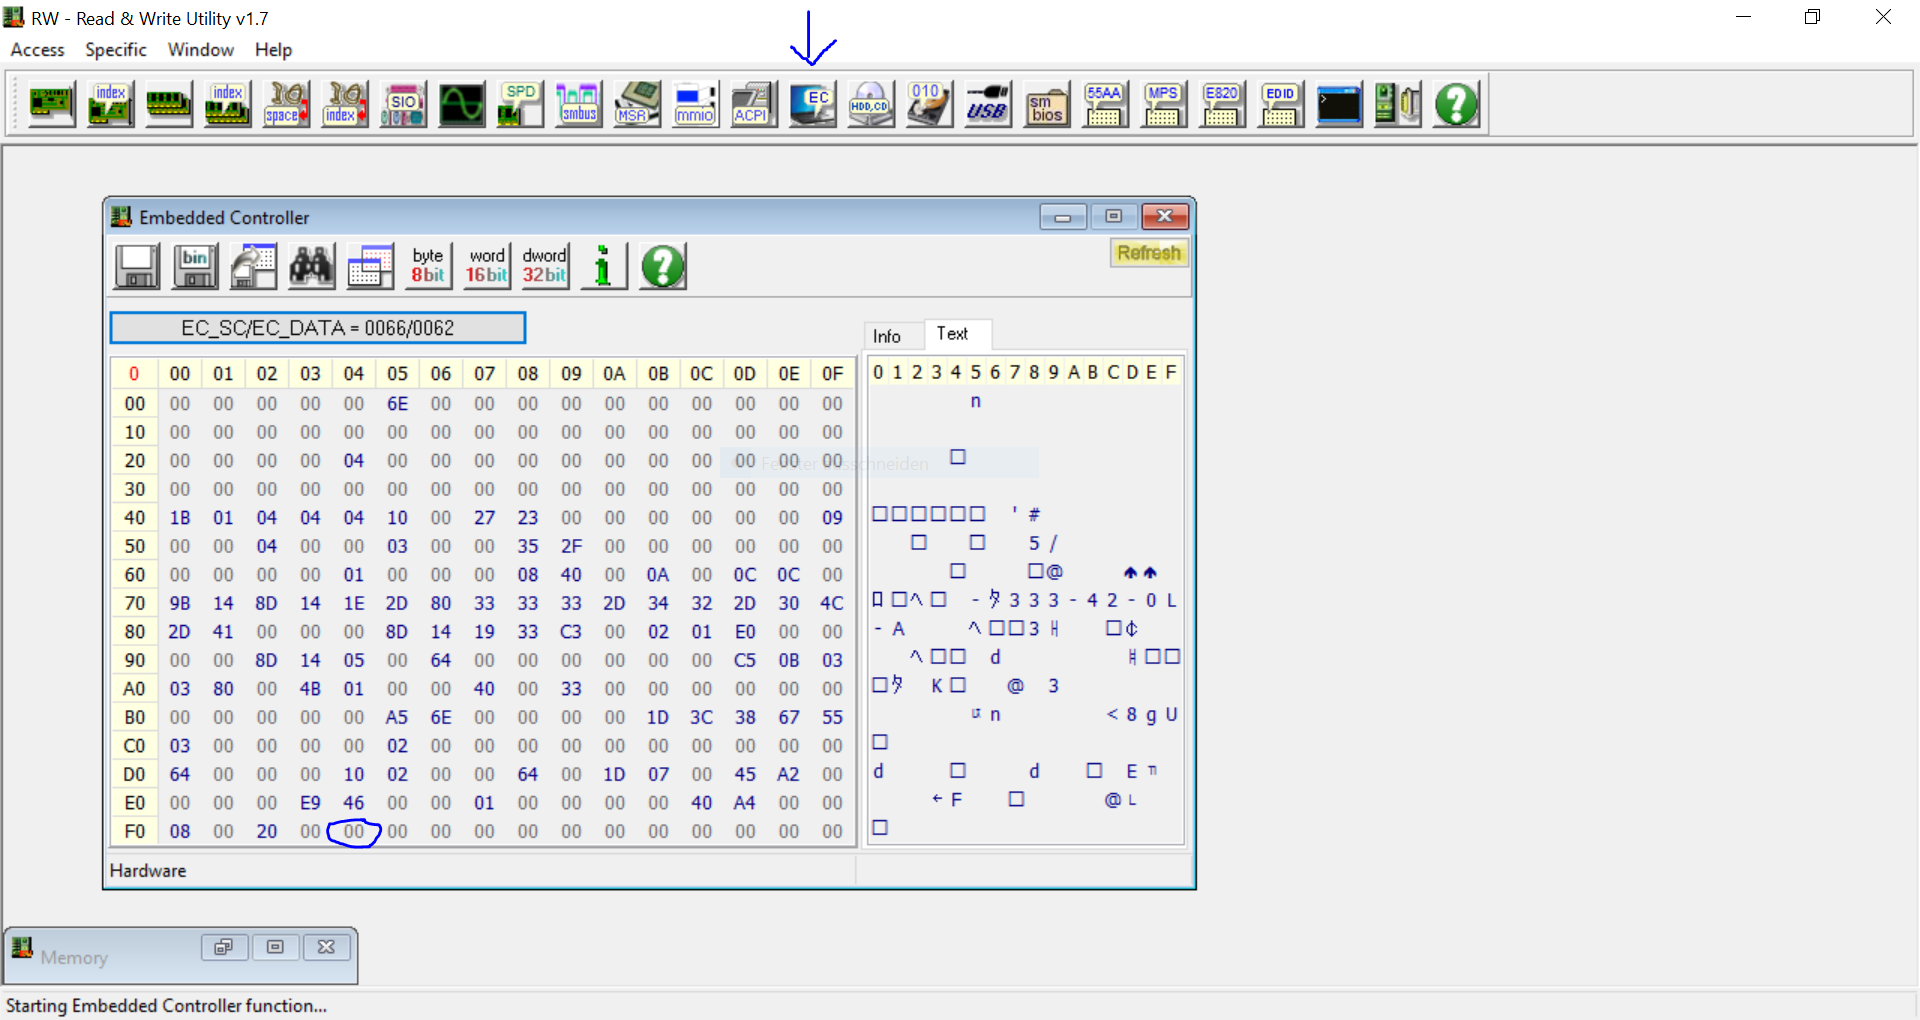 RW - Read & Write Utility v1.7
Access Specific Window Help
index index space index SIO SPD smbus MSR mmio ACPI EC HDD,CD 010 USB sm bios 55AA MPS E820 EDID
Embedded Controller
bin byte 8bit word 16bit dword 32bit Refresh
EC_SC/EC_DATA = 0066/0062
Info Text
0 00 01 02 03 04 05 06 07 08 09 0A 0B 0C 0D 0E 0F 0 1 2 3 4 5 6 7 8 9 A B C D E F
00 00 00 00 00 00 6E 00 00 00 00 00 00 00 00 00 00 n
10 00 00 00 00 00 00 00 00 00 00 00 00 00 00 00 00
20 00 00 00 00 04 00 00 00 00 00 00 00 00 00 00 00 □
Fenster ausschneiden
30 00 00 00 00 00 00 00 00 00 00 00 00 00 00 00 00
40 1B 01 04 04 04 10 00 27 23 00 00 00 00 00 00 09 □□□□□□ ' #
50 00 00 04 00 00 03 00 00 35 2F 00 00 00 00 00 00 □ □ 5 /
60 00 00 00 00 01 00 00 00 08 40 00 0A 00 0C 0C 00 □ □ @
70 9B 14 8D 14 1E 2D 80 33 33 33 2D 34 32 2D 30 4C □ヘ□ - 3 3 3 - 4 2 - 0 L
80 2D 41 00 00 00 8D 14 19 33 C3 00 02 01 E0 00 00 - A ヘ□□3 □¢
90 00 00 8D 14 05 00 64 00 00 00 00 00 00 C5 0B 03 ヘ□□ d □□
A0 03 80 00 4B 01 00 00 40 00 33 00 00 00 00 00 00 □ K□ @ 3
B0 00 00 00 00 00 A5 6E 00 00 00 00 1D 3C 38 67 55 n < 8 g U
C0 03 00 00 00 00 02 00 00 00 00 00 00 00 00 00 00 □
D0 64 00 00 00 10 02 00 00 64 00 1D 07 00 45 A2 00 d □ d □ E
E0 00 00 00 E9 46 00 00 01 00 00 00 00 40 A4 00 00 ← F □ @
F0 08 00 20 00 00 00 00 00 00 00 00 00 00 00 00 00 □
Hardware
Memory
Starting Embedded Controller function...